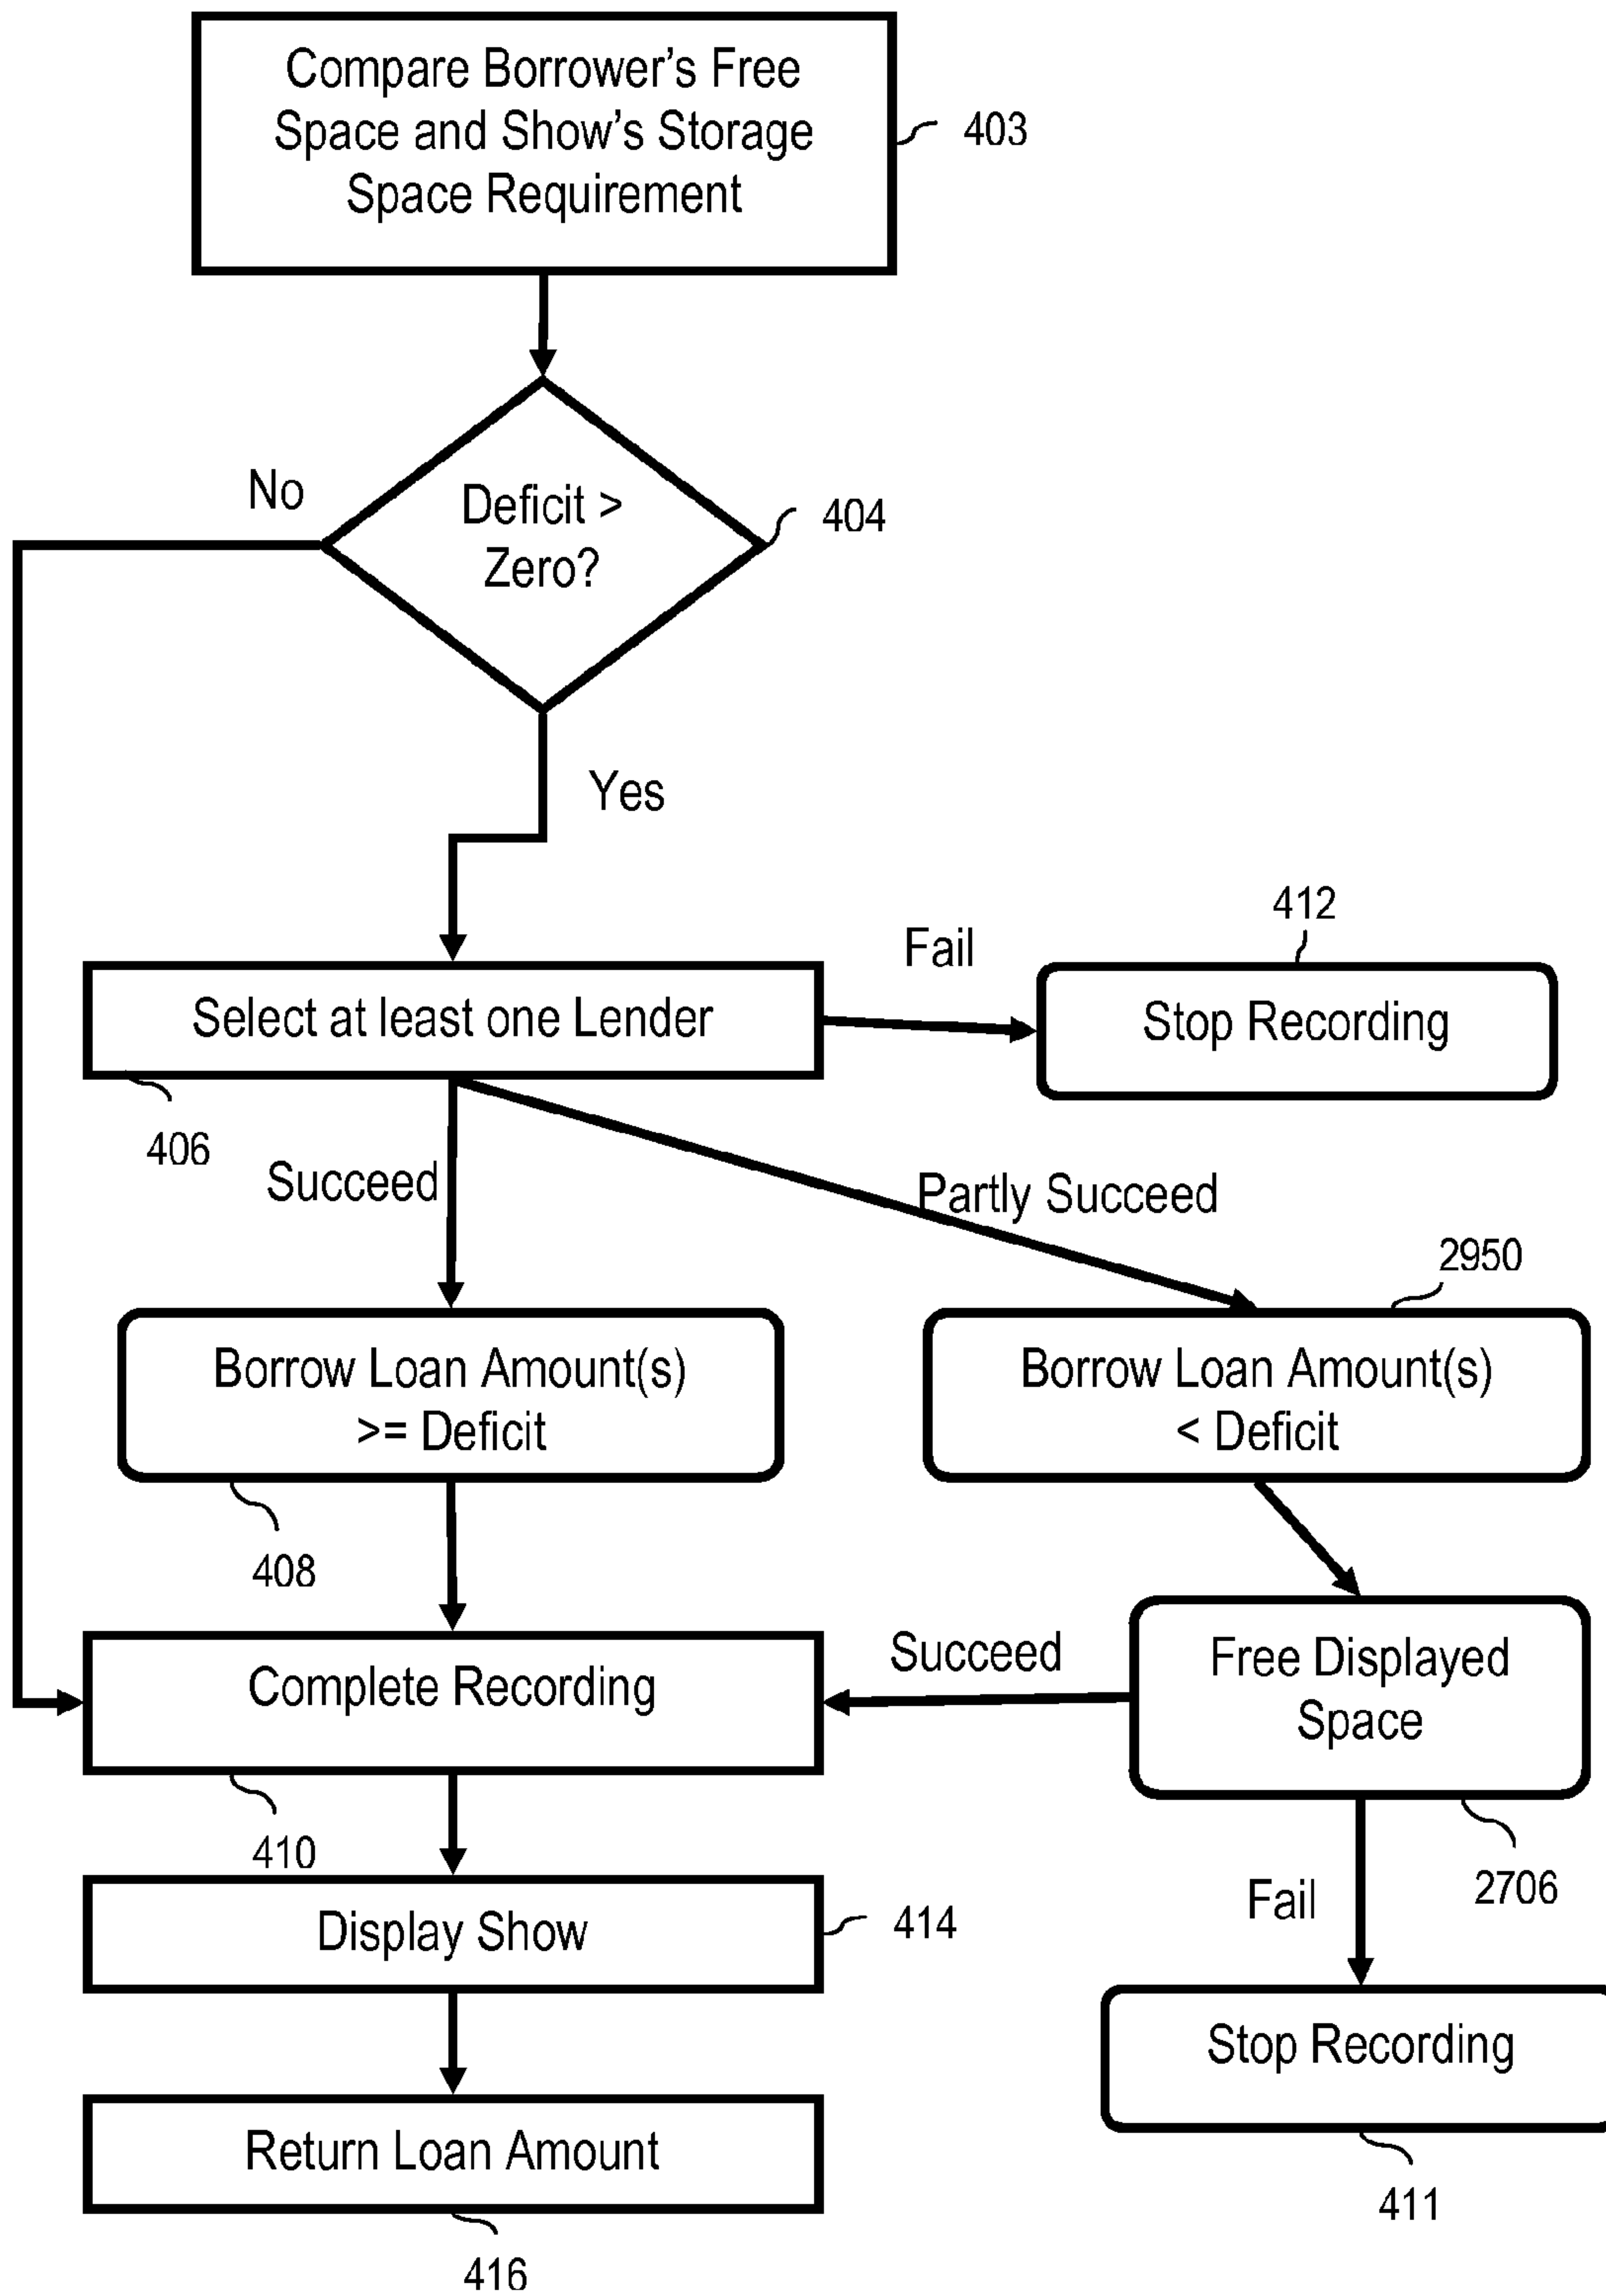 Compare Borrower's Free
Space and Show's Storage
Space Requirement
403
No
Deficit >
Zero?
404
Yes
412
Fail
Select at least one Lender
Stop Recording
406
Succeed
Partly Succeed
2950
Borrow Loan Amount(s)
>= Deficit
Borrow Loan Amount(s)
< Deficit
408
Succeed
Free Displayed
Space
Complete Recording
410
2706
Fail
Display Show
414
Stop Recording
Return Loan Amount
411
416